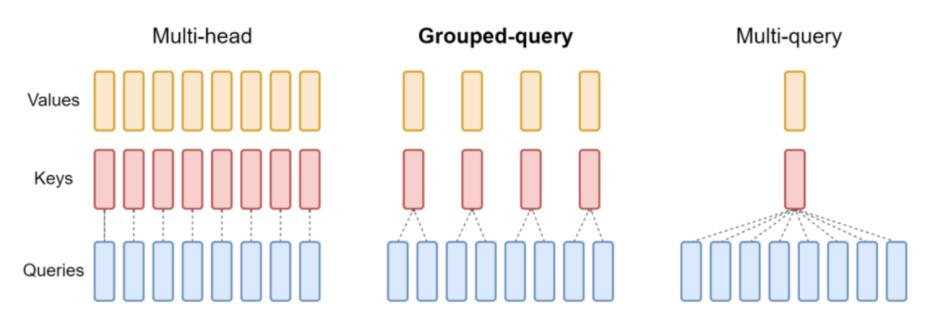 Multi-head Grouped-query Multi-query
Values
Keys
Queries